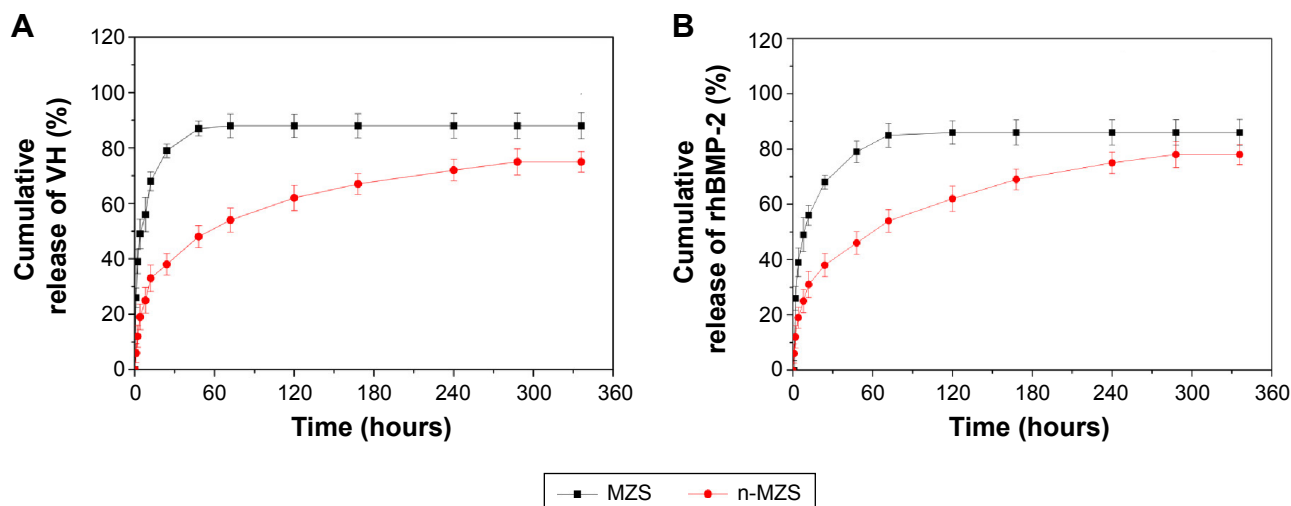 A
Cumulative
release of VH (%)
120
100
80
60
40
20
0
0 60 120 180 240 300 360
Time (hours)
B
Cumulative
release of rhBMP-2 (%)
120
100
80
60
40
20
0
0 60 120 180 240 300 360
Time (hours)
MZS n-MZS